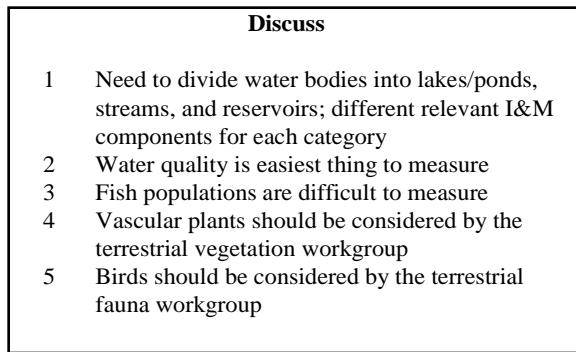 Discuss
1 Need to divide water bodies into lakes/ponds,
streams, and reservoirs; different relevant I&M
components for each category
2 Water quality is easiest thing to measure
3 Fish populations are difficult to measure
4 Vascular plants should be considered by the
terrestrial vegetation workgroup
5 Birds should be considered by the terrestrial
fauna workgroup